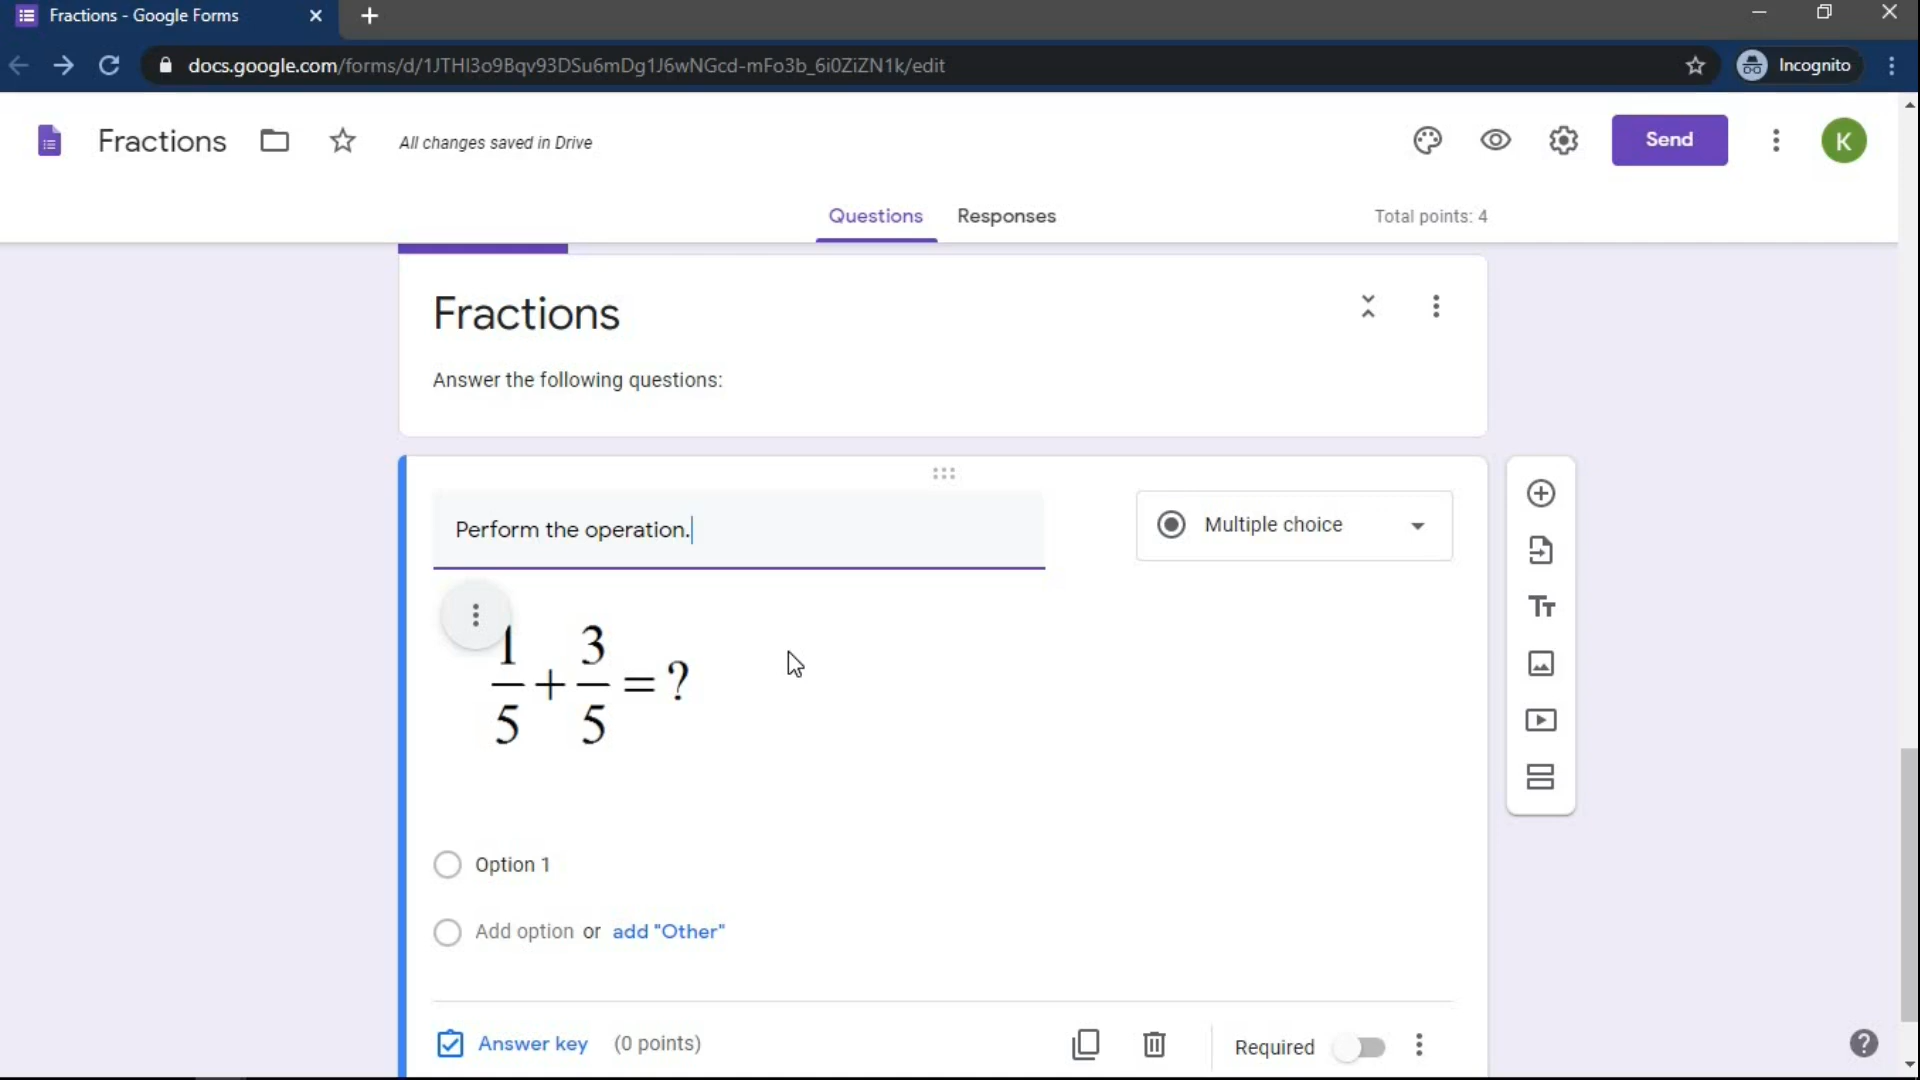 Fractions - Google Forms
docs.google.com/forms/d/1JTHI3o9Bqv93DSu6mDg1J6wNGcd-mFo3b_6i0ZiZN1k/edit
Incognito
Fractions
All changes saved in Drive
Send
K
Questions
Responses
Total points: 4
Fractions
Answer the following questions:
Perform the operation.
Multiple choice
1/5 + 3/5 = ?
Option 1
Add option or add "Other"
Answer key (0 points)
Required